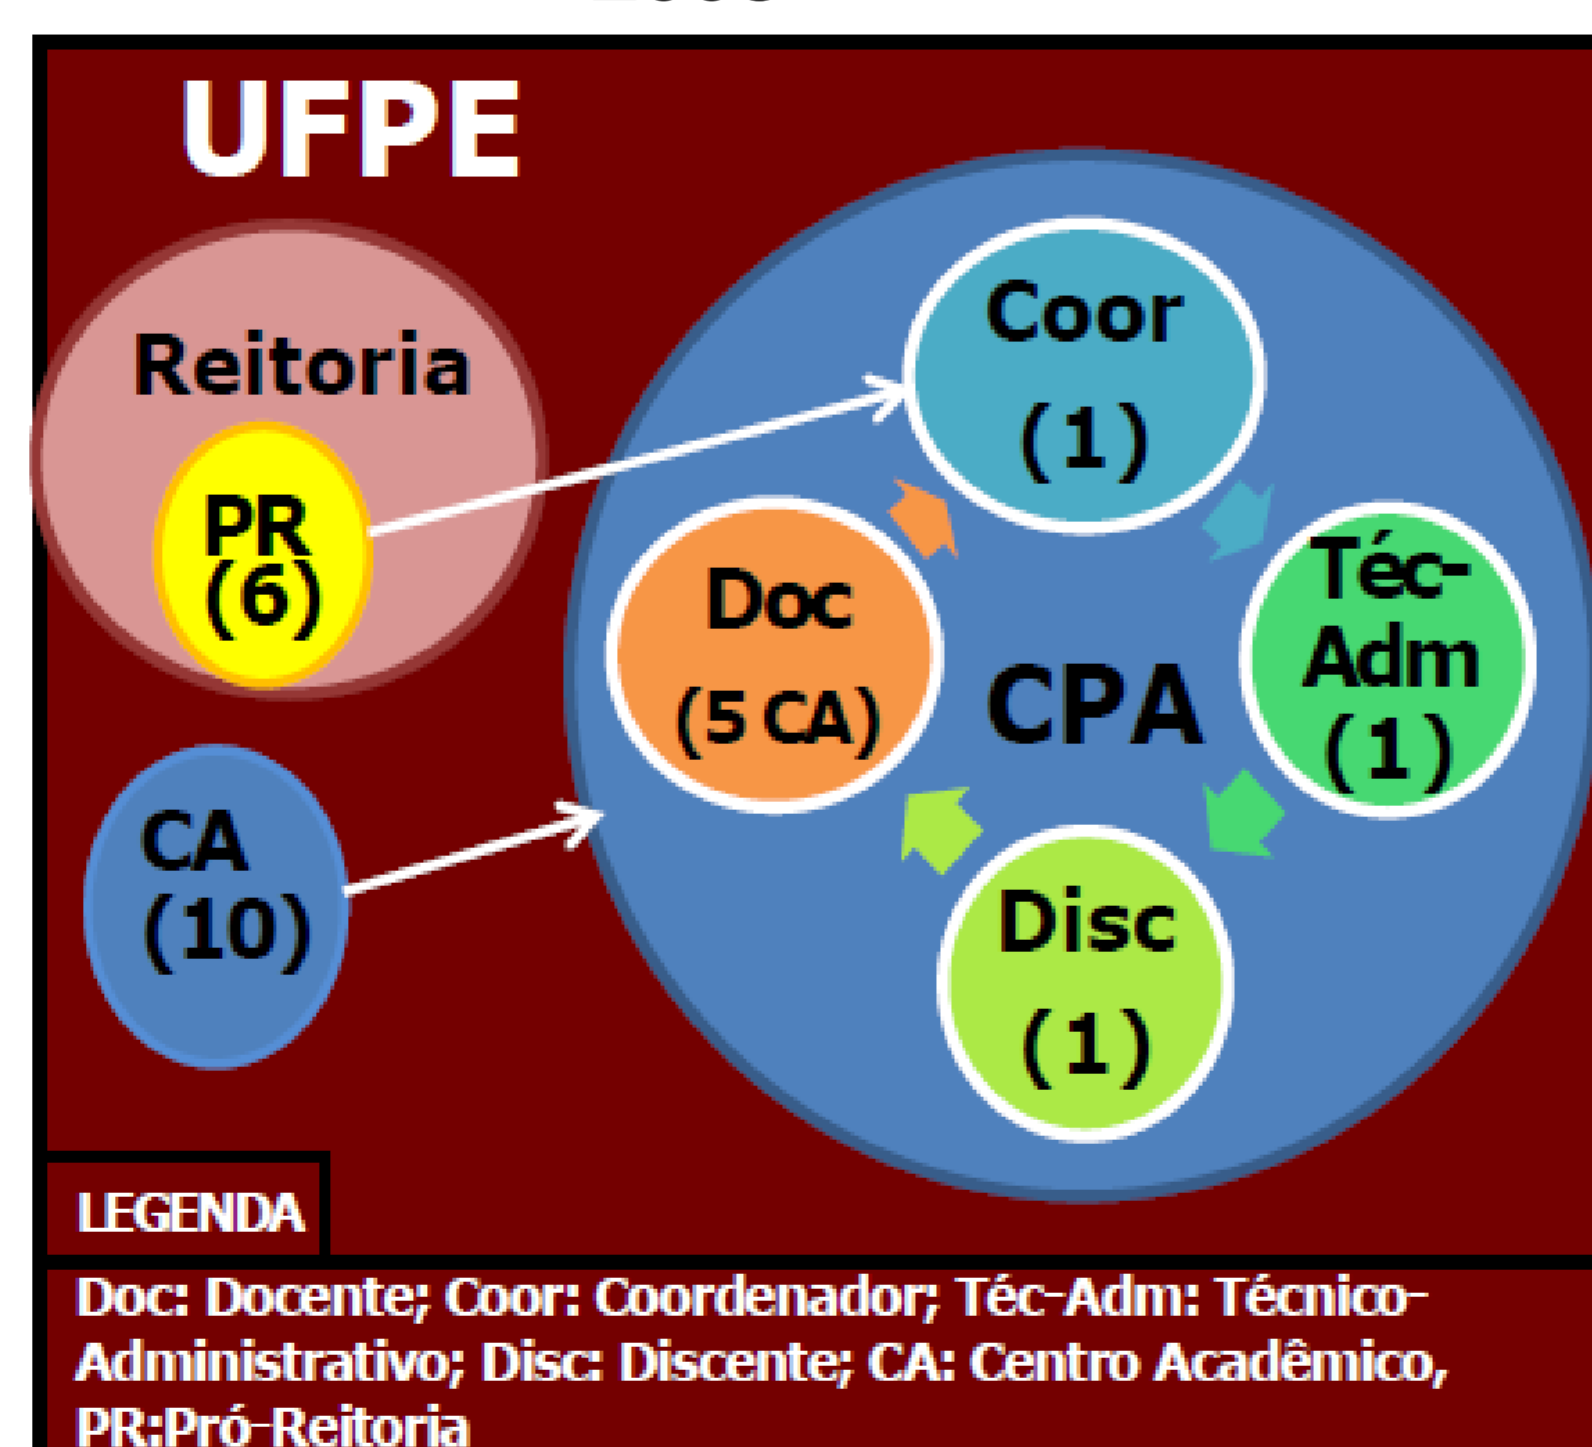 UFPE
Reitoria
PR
(6)
CA
(10)
Coor
(1)
Doc
(5 CA)
CPA
Téc-
Adm
(1)
Disc
(1)
LEGENDA
Doc: Docente; Coor: Coordenador; Téc-Adm: Técnico-
Administrativo; Disc: Discente; CA: Centro Acadêmico,
PR:Pró-Reitoria